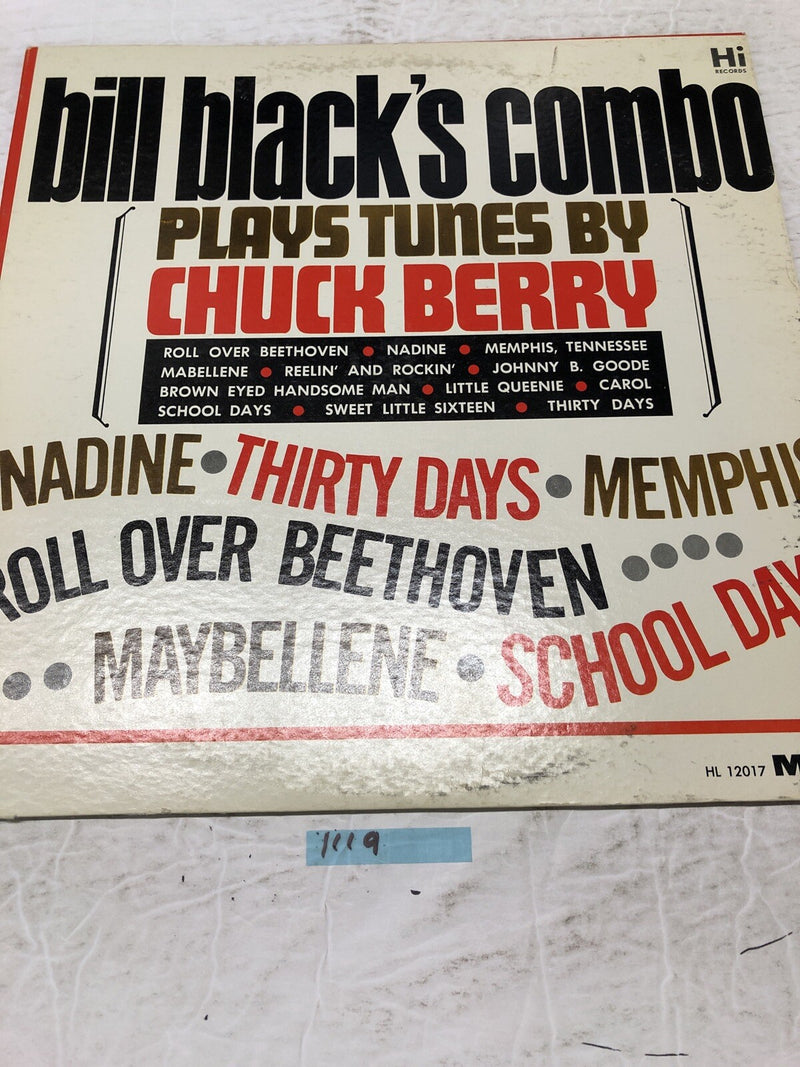 Hi
RECORDS
bill black's combo
PLAYS TUNES BY
CHUCK BERRY
ROLL OVER BEETHOVEN • NADINE • MEMPHIS, TENNESSEE
MABELLENE • REELIN' AND ROCKIN' • JOHNNY B. GOODE
BROWN EYED HANDSOME MAN • LITTLE QUEENIE • CAROL
SCHOOL DAYS • SWEET LITTLE SIXTEEN • THIRTY DAYS
NADINE • THIRTY DAYS • MEMPHIS
ROLL OVER BEETHOVEN ••••
•• MAYBELLENE • SCHOOL DAY
HL 12017 M
1119